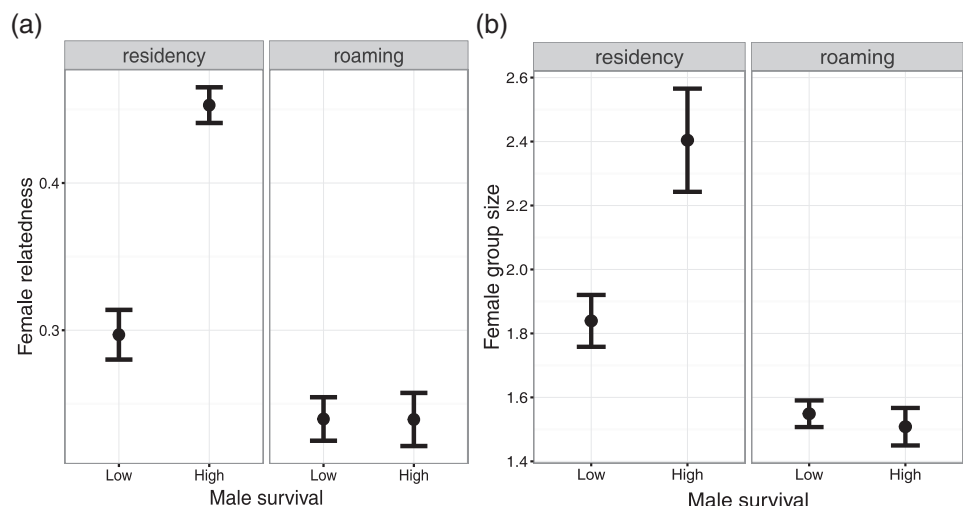 (a)
residency roaming
Female relatedness
0.4
0.3
Low High Low High
Male survival
(b)
residency roaming
Female group size
2.6
2.4
2.2
2.0
1.8
1.6
1.4
Low High Low High
Male survival